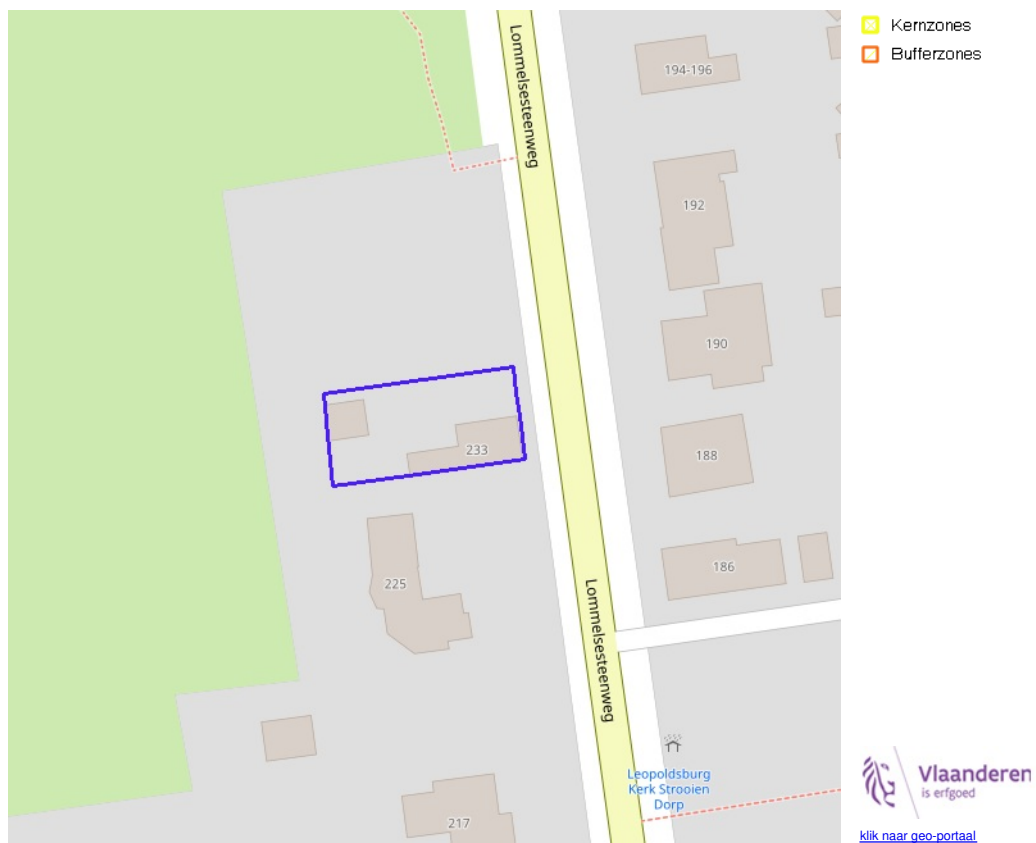 Kernzones
Bufferzones
Lommelsesteenweg
194-196
192
190
233
188
225
186
Lommelsesteenweg
Leopoldsburg
Kerk Strooien
Dorp
217
Vlaanderen
is erfgoed
klik naar geo-portaal